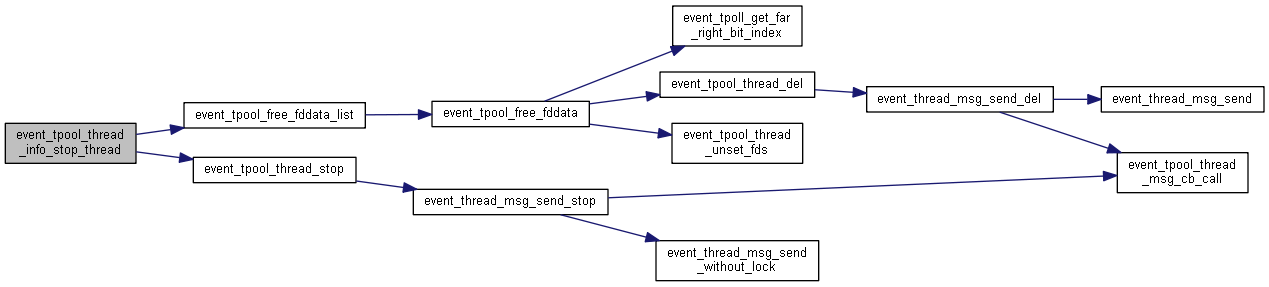 event_tpoll_get_far
_right_bit_index
event_tpool_thread_del
event_thread_msg_send_del
event_thread_msg_send
event_tpool_free_fddata_list
event_tpool_free_fddata
event_tpool_thread
_info_stop_thread
event_tpool_thread
_unset_fds
event_tpool_thread_stop
event_tpool_thread
_msg_cb_call
event_thread_msg_send_stop
event_thread_msg_send
_without_lock